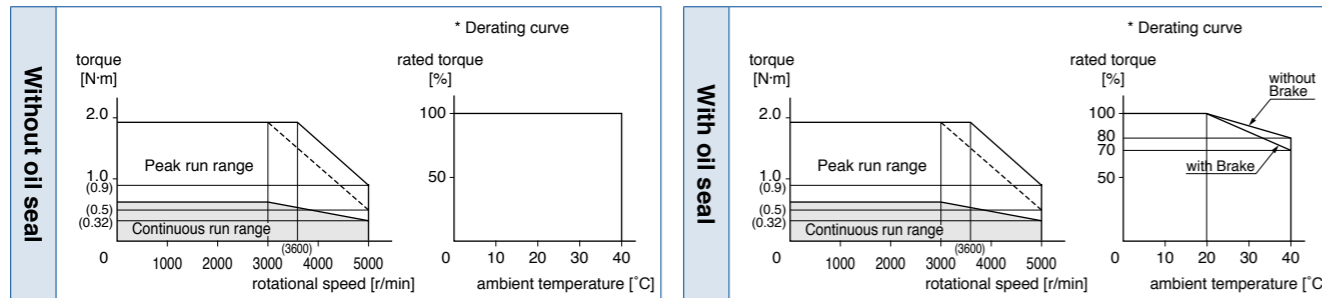 Without oil seal
* Derating curve
torque
[N·m]
2.0
Peak run range
1.0
(0.9)
(0.5)
(0.32)
Continuous run range
0
1000
2000
3000
(3600)
4000
5000
rotational speed [r/min]
rated torque
[%]
100
50
0
10
20
30
40
ambient temperature [˚C]
With oil seal
* Derating curve
torque
[N·m]
2.0
Peak run range
1.0
(0.9)
(0.5)
(0.32)
Continuous run range
0
1000
2000
3000
(3600)
4000
5000
rotational speed [r/min]
rated torque
[%]
without
Brake
100
80
70
with Brake
50
0
10
20
30
40
ambient temperature [˚C]